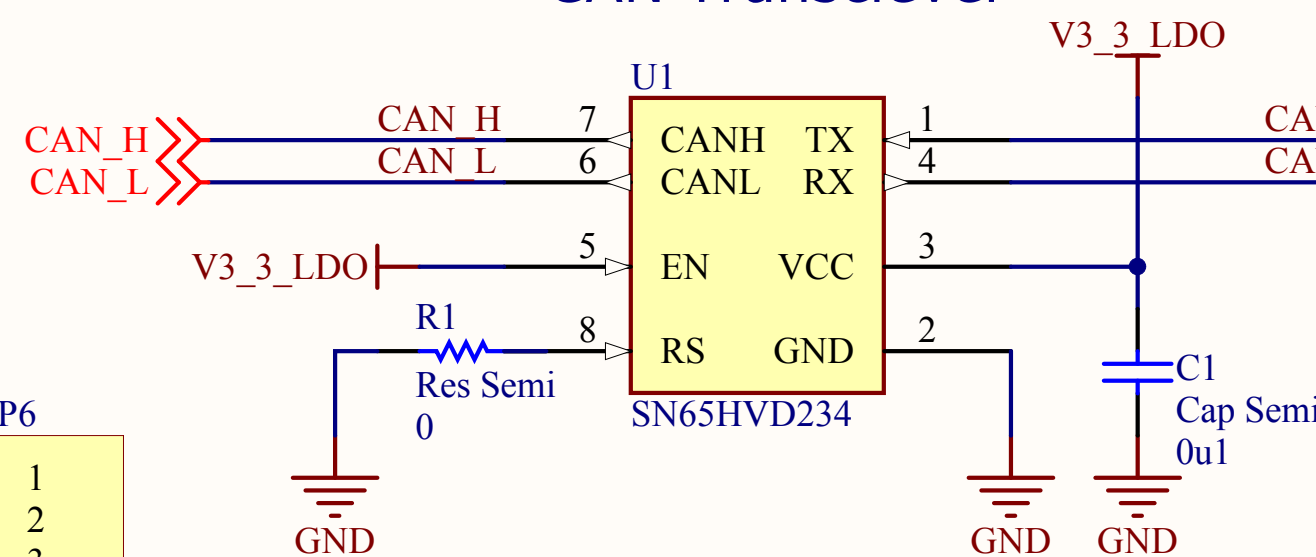 V3_3_LDO
U1
CAN_H
CAN_H
7
CANH
TX
1
CAN_L
CAN_L
6
CANL
RX
4
V3_3_LDO
5
EN
VCC
3
R1
8
RS
GND
2
Res Semi
0
SN65HVD234
C1
Cap Semi
0u1
P6
1
2
GND
GND
GND